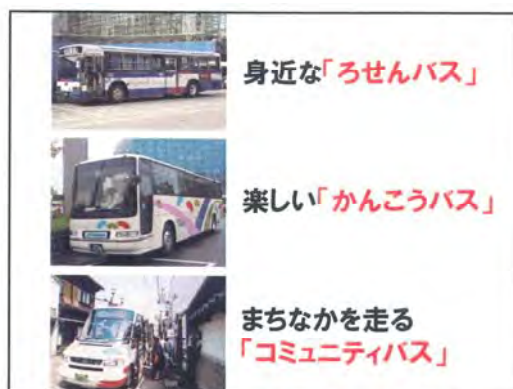 身近な「ろせんバス」
楽しい「かんこうバス」
まちなかを走る
「コミュニティバス」